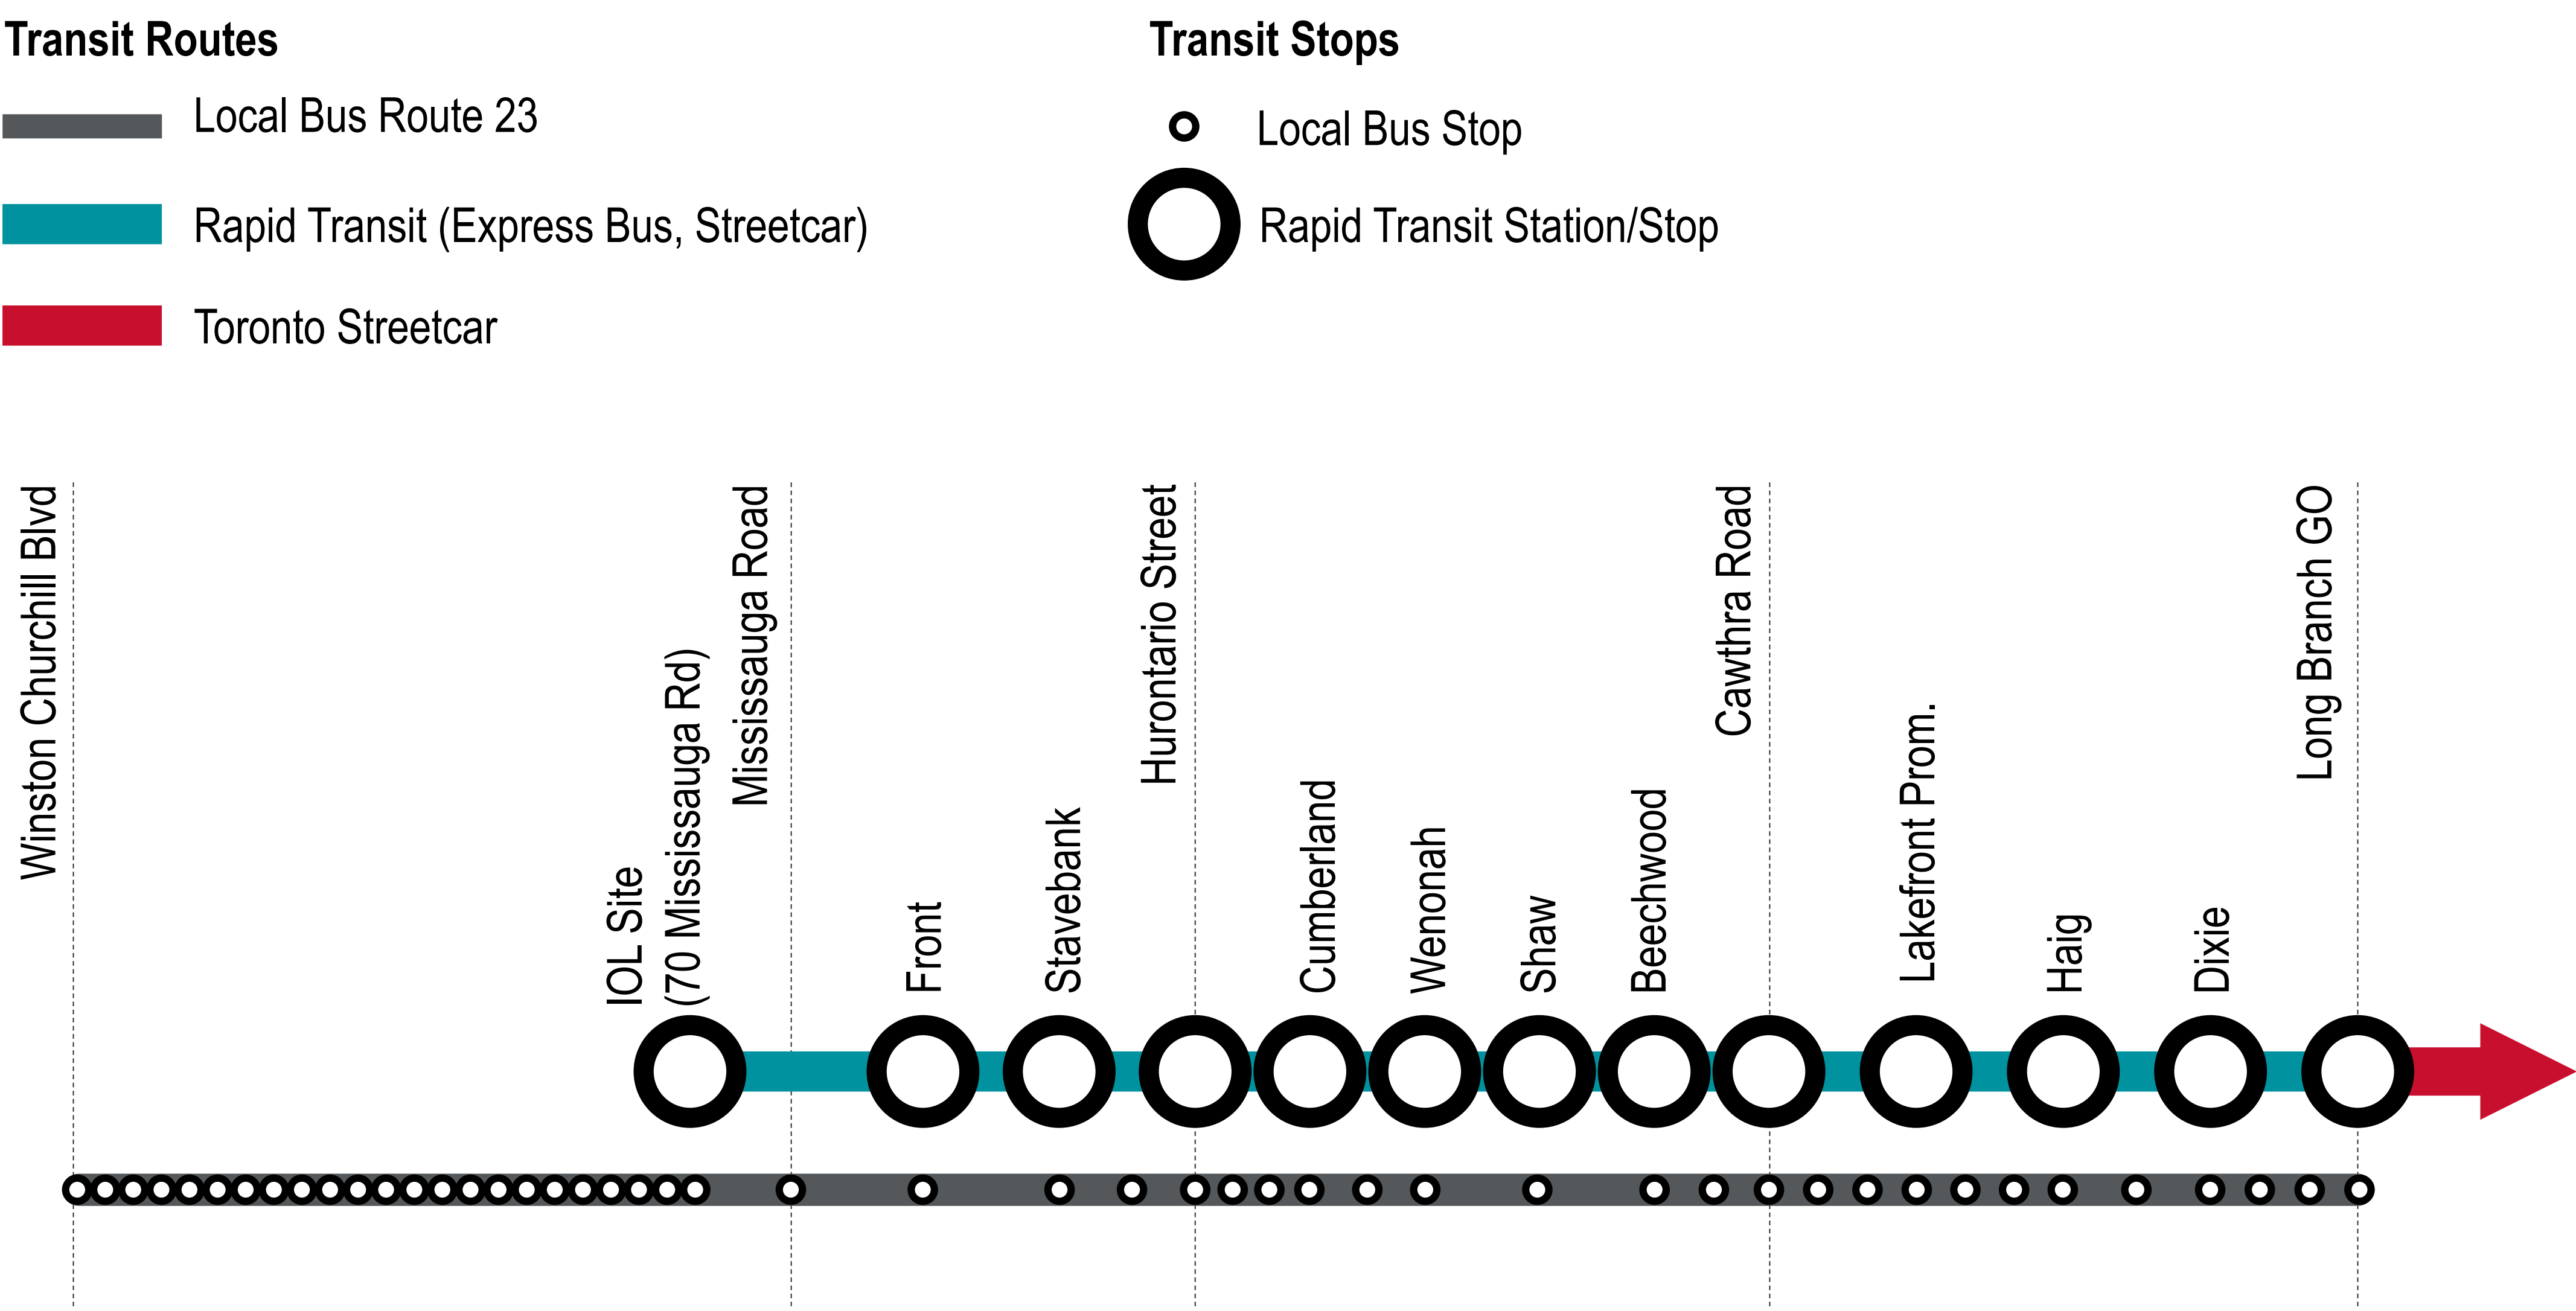 Transit Routes
Local Bus Route 23
Rapid Transit (Express Bus, Streetcar)
Toronto Streetcar
Transit Stops
Local Bus Stop
Rapid Transit Station/Stop
Winston Churchill Blvd
IOL Site
(70 Mississauga Rd)
Mississauga Road
Front
Stavebank
Hurontario Street
Cumberland
Wenonah
Shaw
Beechwood
Cawthra Road
Lakefront Prom.
Haig
Dixie
Long Branch GO